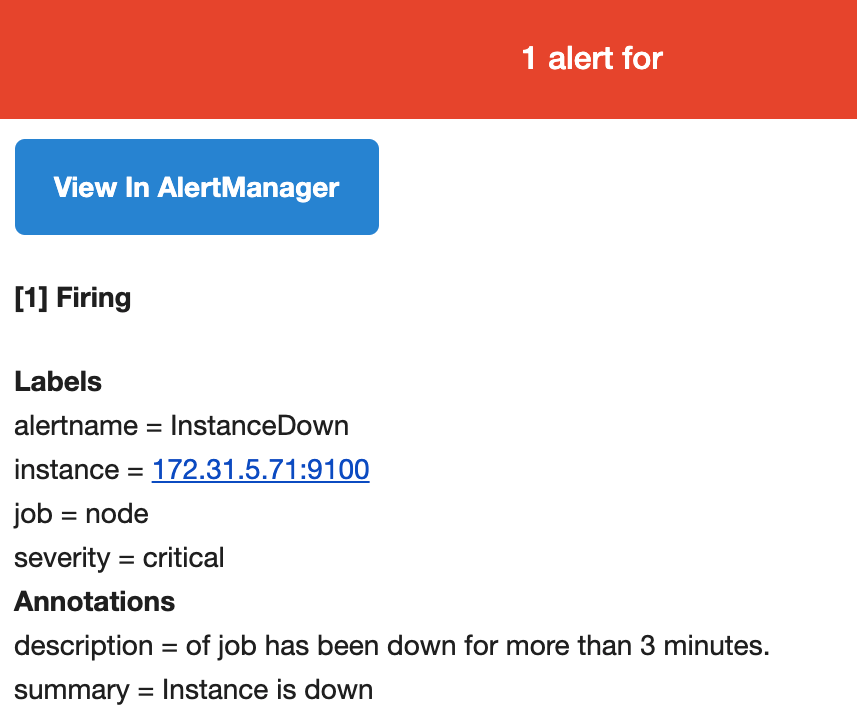 1 alert for
View In AlertManager
[1] Firing
Labels
alertname = InstanceDown
instance = 172.31.5.71:9100
job = node
severity = critical
Annotations
description = of job has been down for more than 3 minutes.
summary = Instance is down